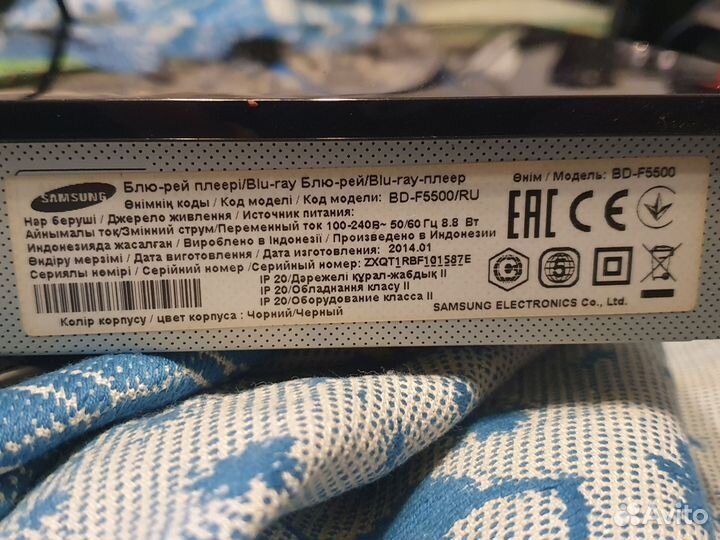 SAMSUNG
Блю-рей плеері/Blu-ray Блю-рей/Blu-ray-плеер
Өнімнің коды / Код моделі / Код модели: BD-F5500/RU
Өнім / Модель: BD-F5500
Нәр беруші / Джерело живлення / Источник питания:
Айнымалы ток/Змінний струм/Переменный ток 100-240В~ 50/60 Гц 8.8 Вт
Индонезияда жасалған / Вироблено в Індонезії / Произведено в Индонезии
Өндіру мерзімі / Дата виготовлення / Дата изготовления: 2014.01
Сериялы нөмірі / Серійний номер /Серийный номер: ZXQT1RBF101587E
IP 20/Дәрежелі құрал-жабдық II
IP 20/Обладнання класу II
IP 20/Оборудование класса II
Колір корпусу / цвет корпуса : Чорний/Черный
EAC CE
101
SAMSUNG ELECTRONICS Co., Ltd.
Avito